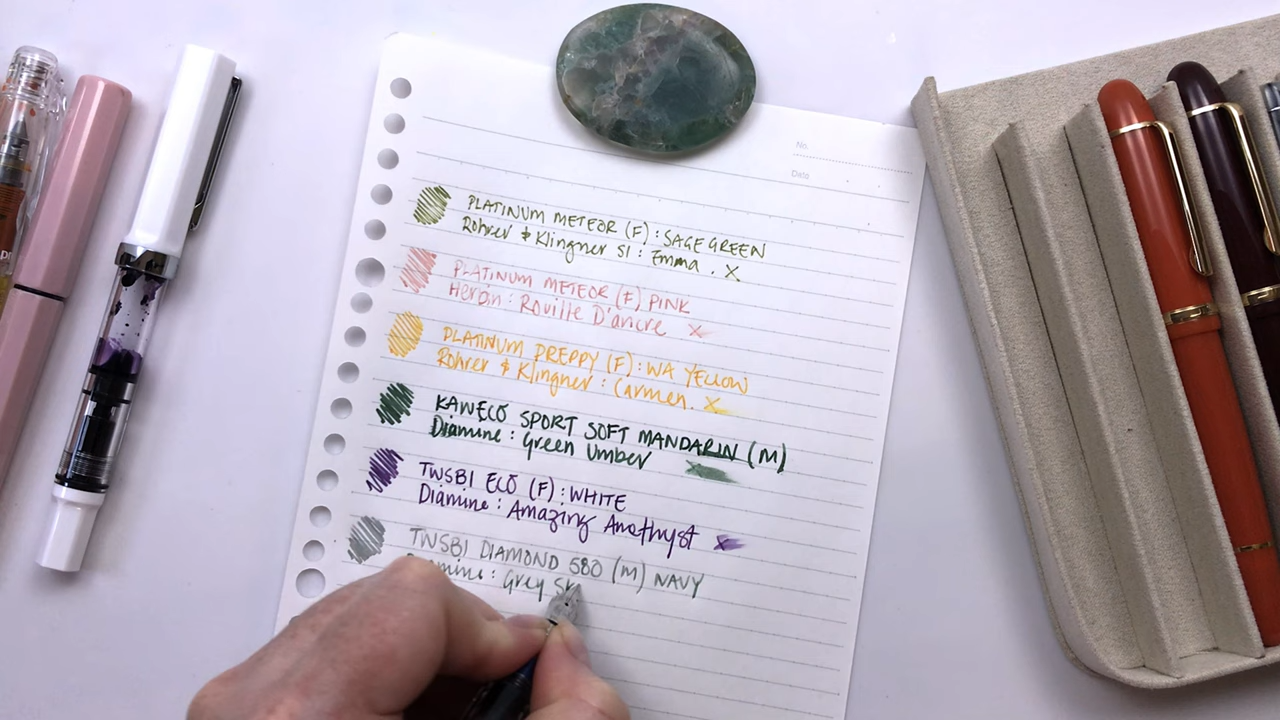 No.
Date
PLATINUM METEOR (F) : SAGE GREEN
Rohrer & Klingner SI : Emma . X
PLATINUM METEOR (F) PINK
Herbin : Rouille D'ancre X
PLATINUM PREPPY (F) : WA YELLOW
Rohrer & Klingner : Carmen. X
KAWECO SPORT SOFT MANDARIN (M)
Diamine : Green Umber
TWSBI ECO (F) : WHITE
Diamine : Amazing Amethyst X
TWSBI DIAMOND 580 (M) NAVY
Grey